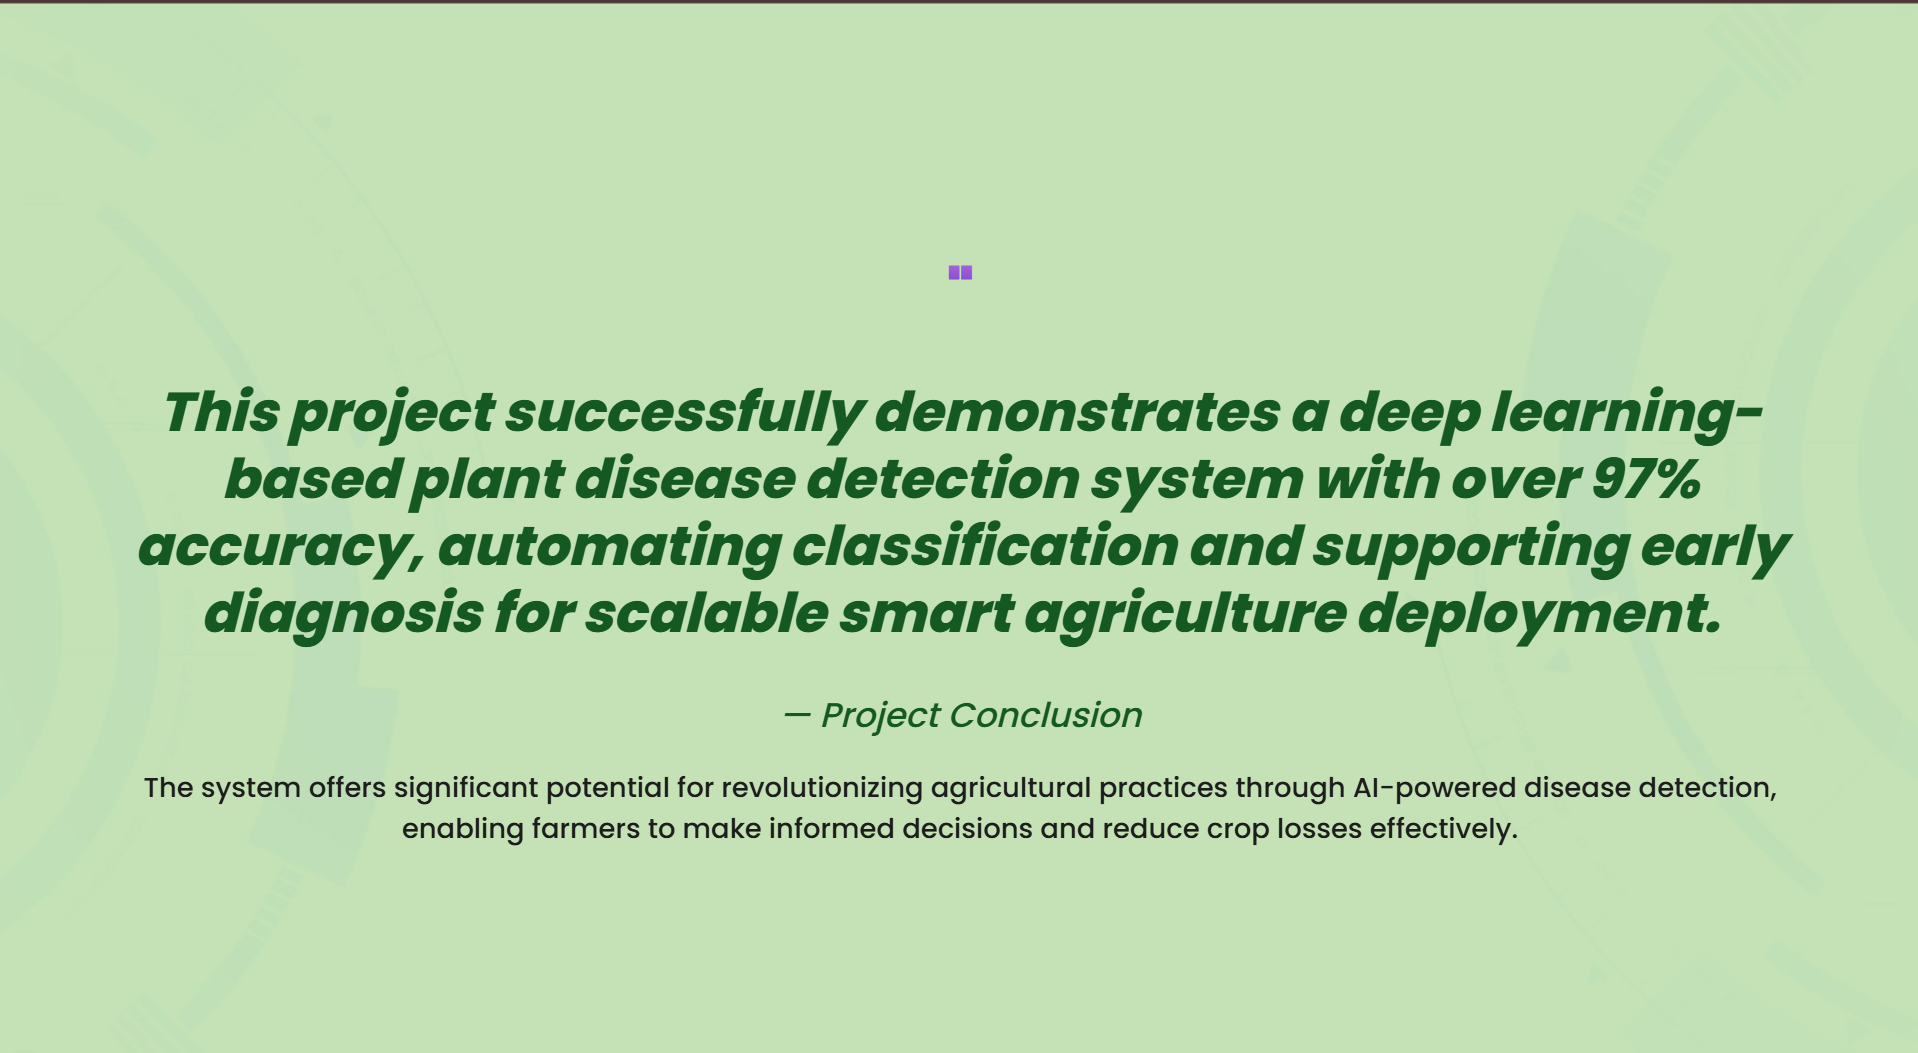 "
This project successfully demonstrates a deep learning-
based plant disease detection system with over 97%
accuracy, automating classification and supporting early
diagnosis for scalable smart agriculture deployment.
— Project Conclusion
The system offers significant potential for revolutionizing agricultural practices through AI-powered disease detection,
enabling farmers to make informed decisions and reduce crop losses effectively.